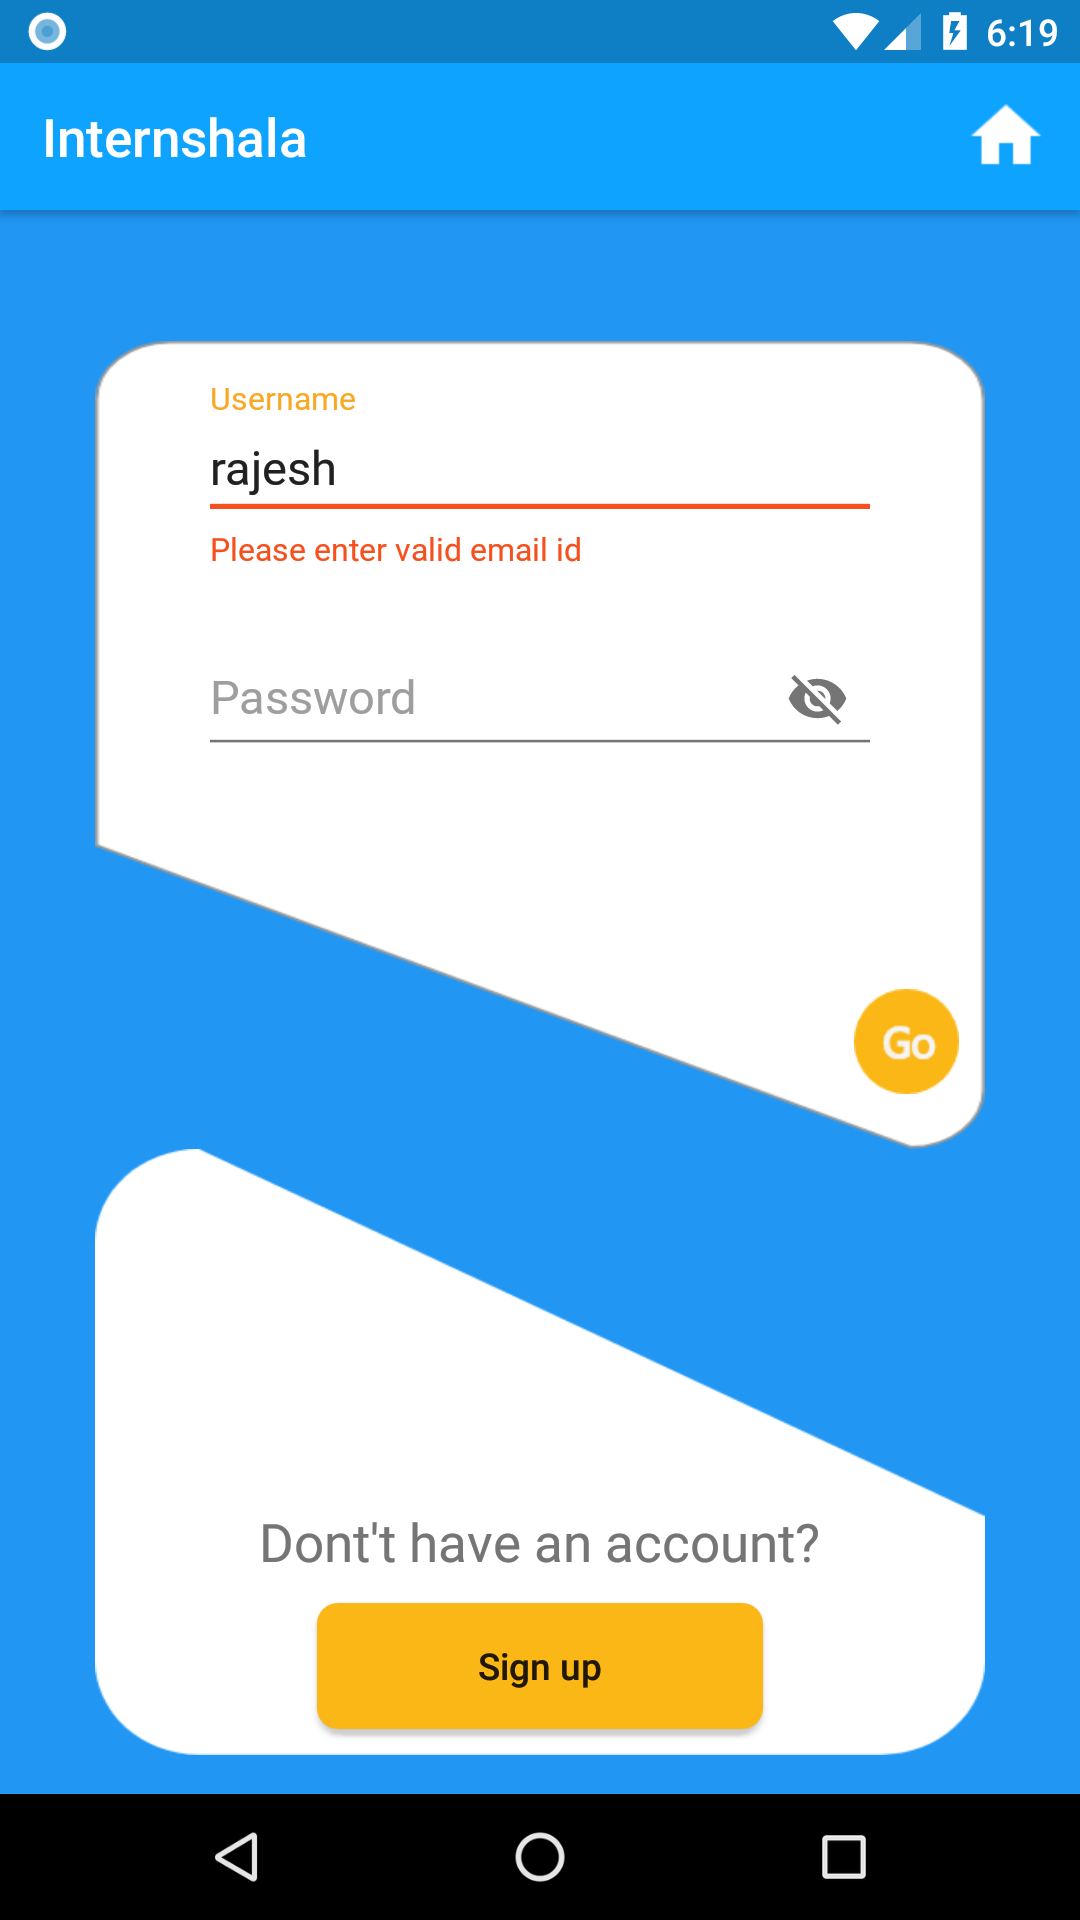 6:19
Internshala
Username
rajesh
Please enter valid email id
Password
Go
Dont't have an account?
Sign up